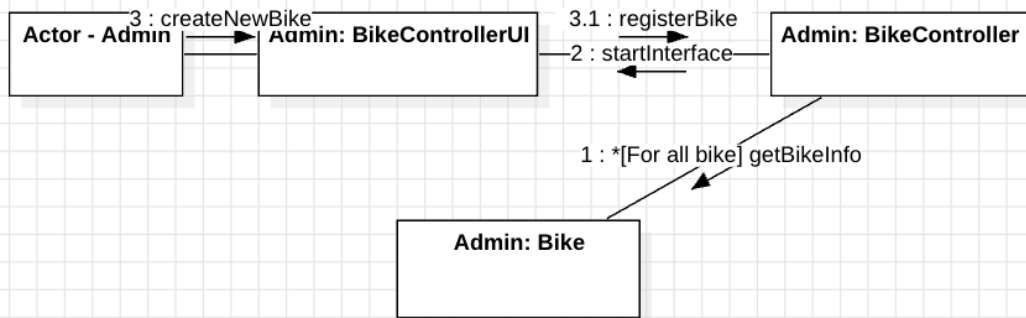 3 : createNewBike
3.1 : registerBike
Actor - Admin
Admin: BikeControllerUI
Admin: BikeController
2 : startInterface
1 : *[For all bike] getBikeInfo
Admin: Bike